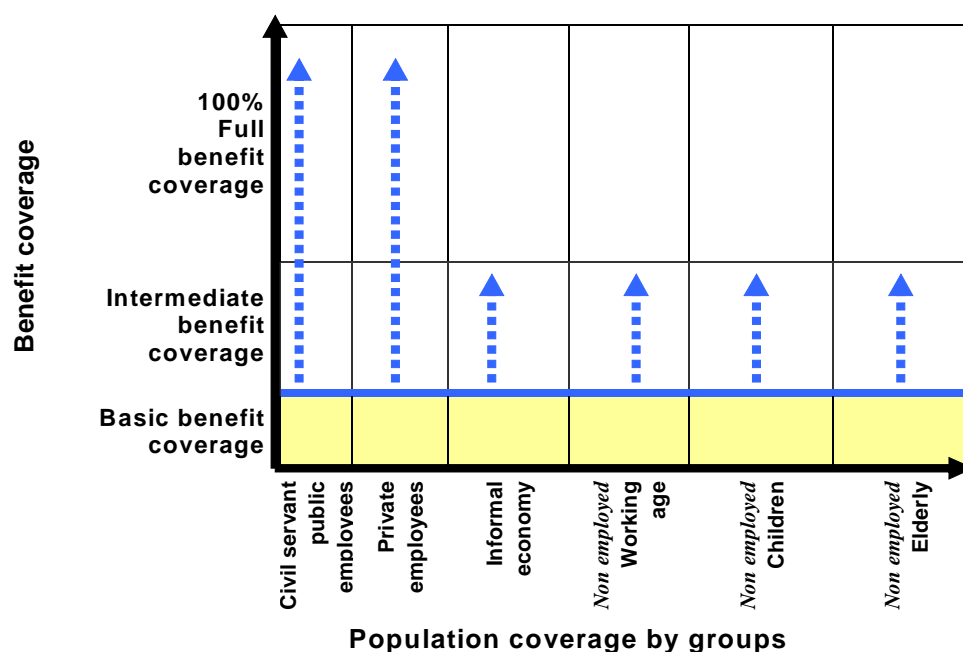 Benefit coverage
100%
Full
benefit
coverage
Intermediate
benefit
coverage
Basic benefit
coverage
Civil servant
public
employees
Private
employees
Informal
economy
Non employed
Working
age
Non employed
Children
Non employed
Elderly
Population coverage by groups